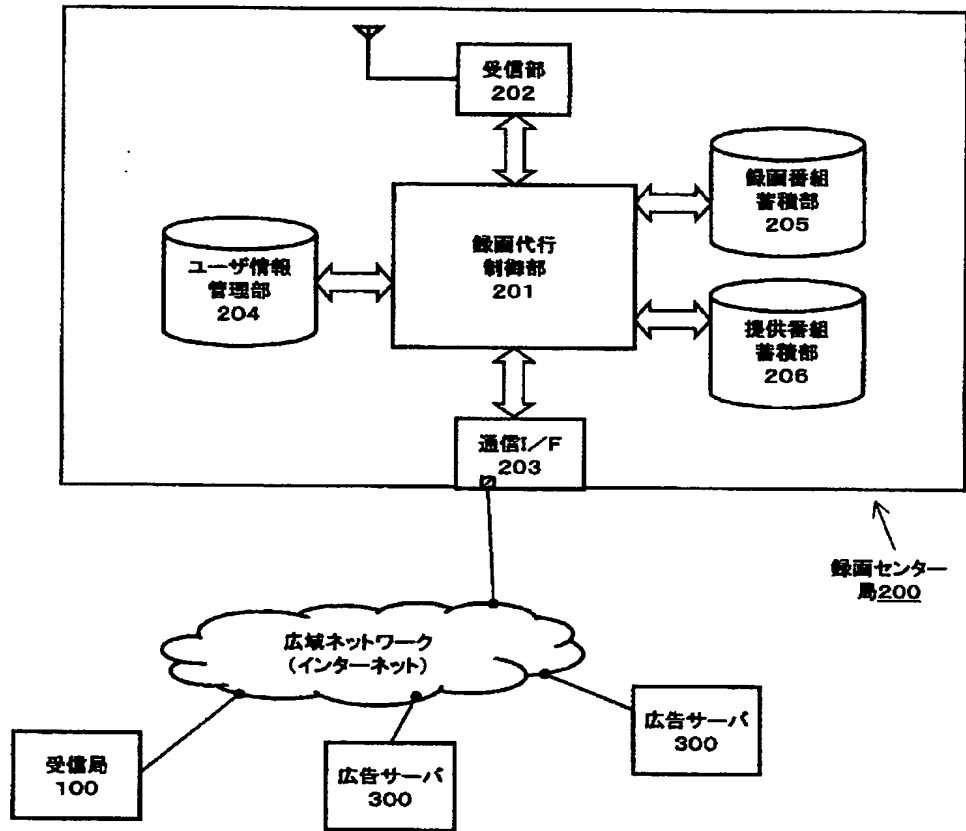 受信部
202
録画番組
蓄積部
205
録画代行
制御部
201
ユーザ情報
管理部
204
提供番組
蓄積部
206
通信I／F
203
録画センター
局200
広域ネットワーク
（インターネット）
広告サーバ
300
受信局
100
広告サーバ
300